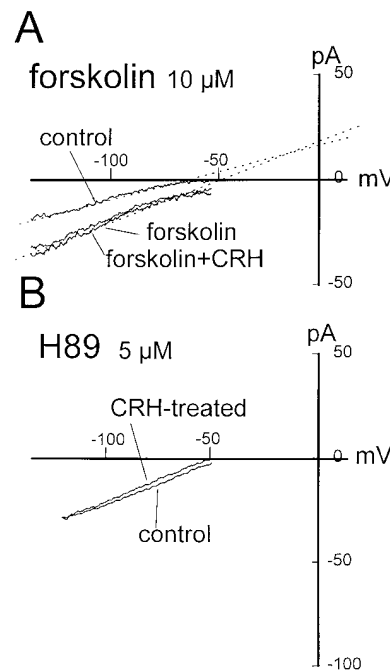 A
pA
50
forskolin 10 µM
control
-100
-50
0
mV
forskolin
forskolin+CRH
-50
B
pA
H89 5 µM
50
CRH-treated
-100
-50
0
mV
control
-50
-100